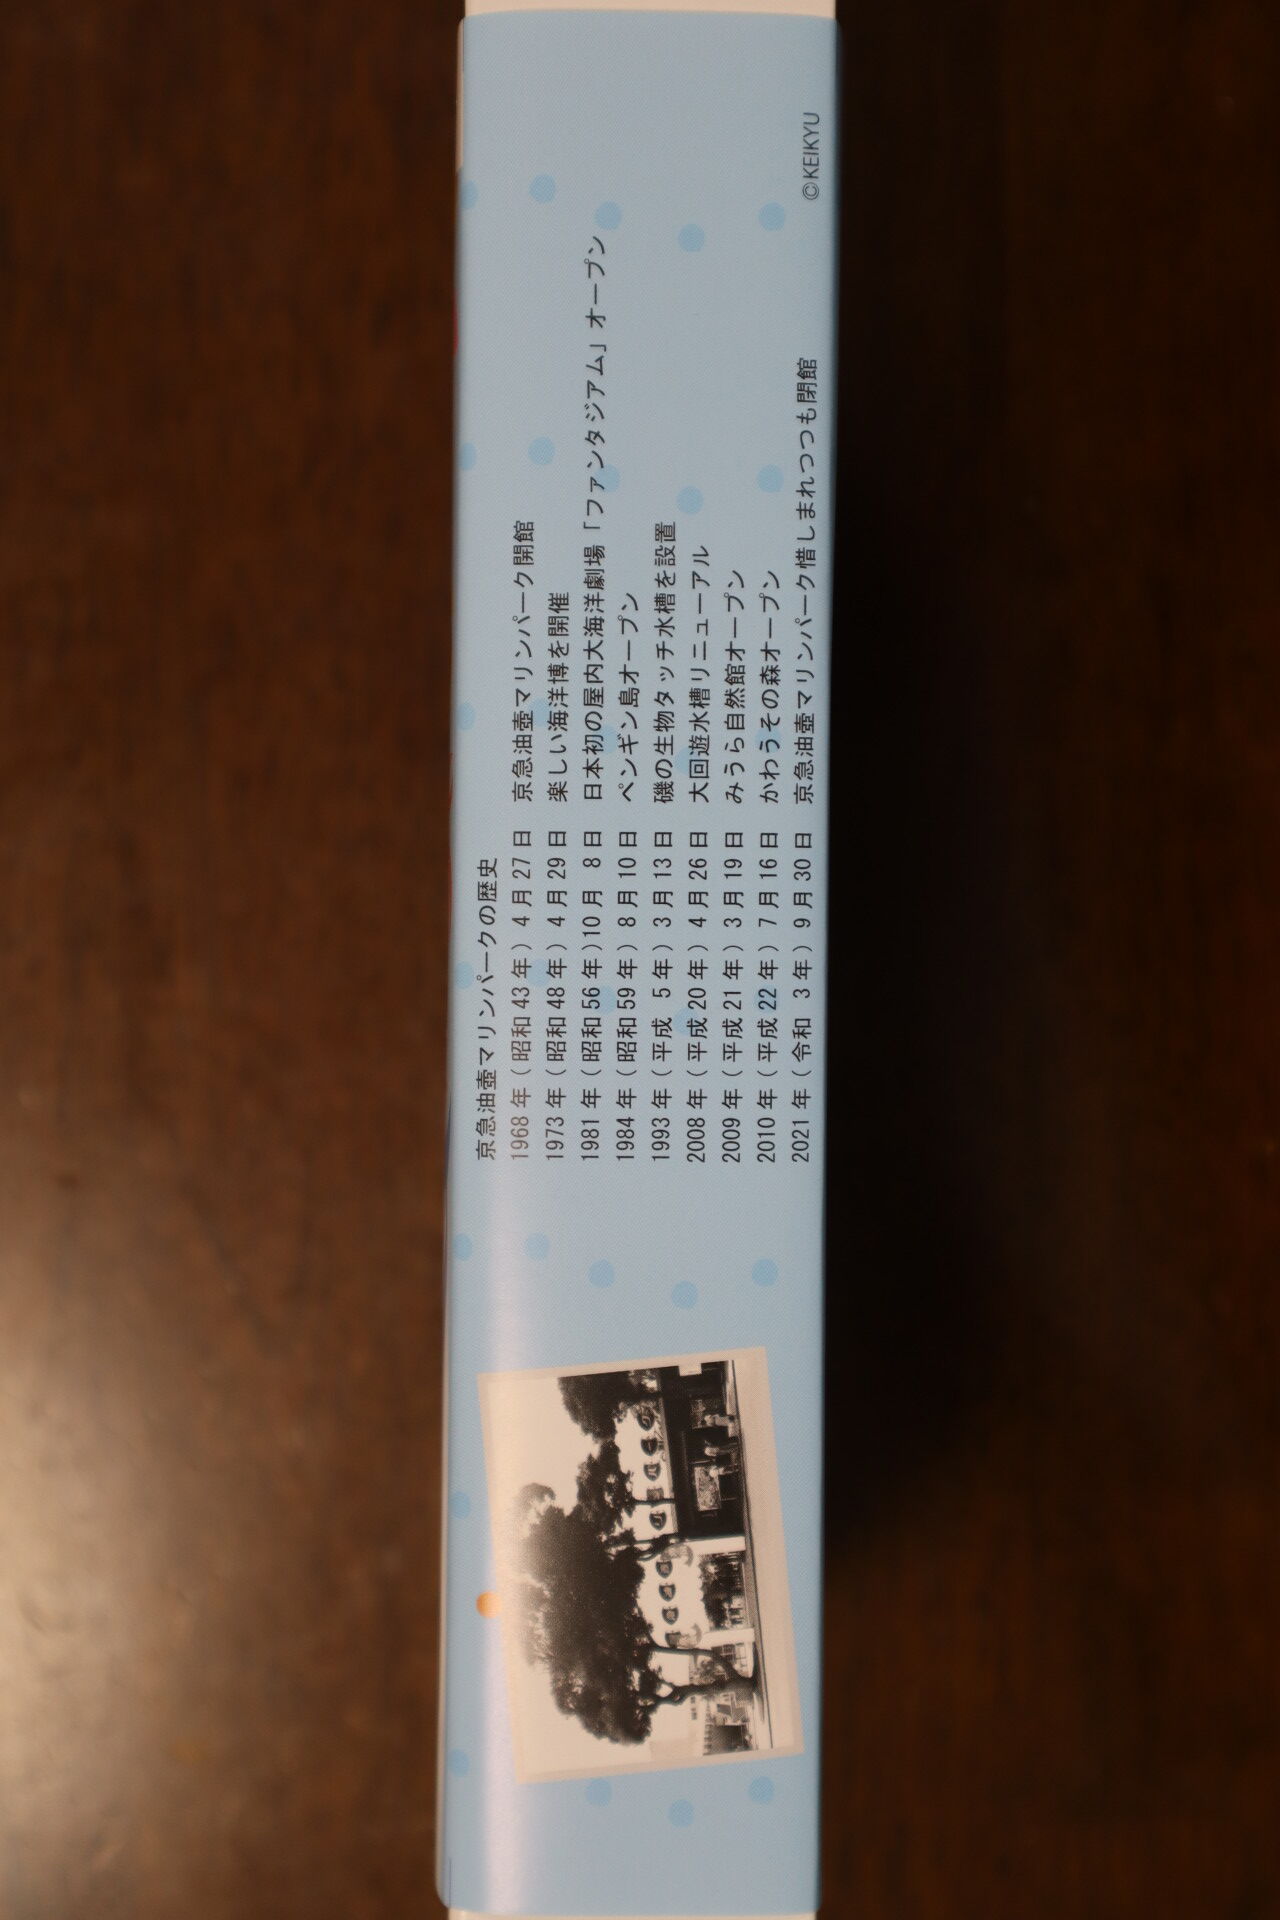 京急油壺マリンパークの歴史
1968年（昭和43年）4月27日　京急油壺マリンパーク開館
1973年（昭和48年）4月29日　楽しい海洋博を開催
1981年（昭和56年）10月 8日　日本初の屋内大海洋劇場「ファンタジアム」オープン
1984年（昭和59年）8月10日　ペンギン島オープン
1993年（平成 5年）3月13日　磯の生物タッチ水槽を設置
2008年（平成20年）4月26日　大回遊水槽リニューアル
2009年（平成21年）3月19日　みうら自然館オープン
2010年（平成22年）7月16日　かわうその森オープン
2021年（令和 3年）9月30日　京急油壺マリンパーク惜しまれつつも閉館
©KEIKYU